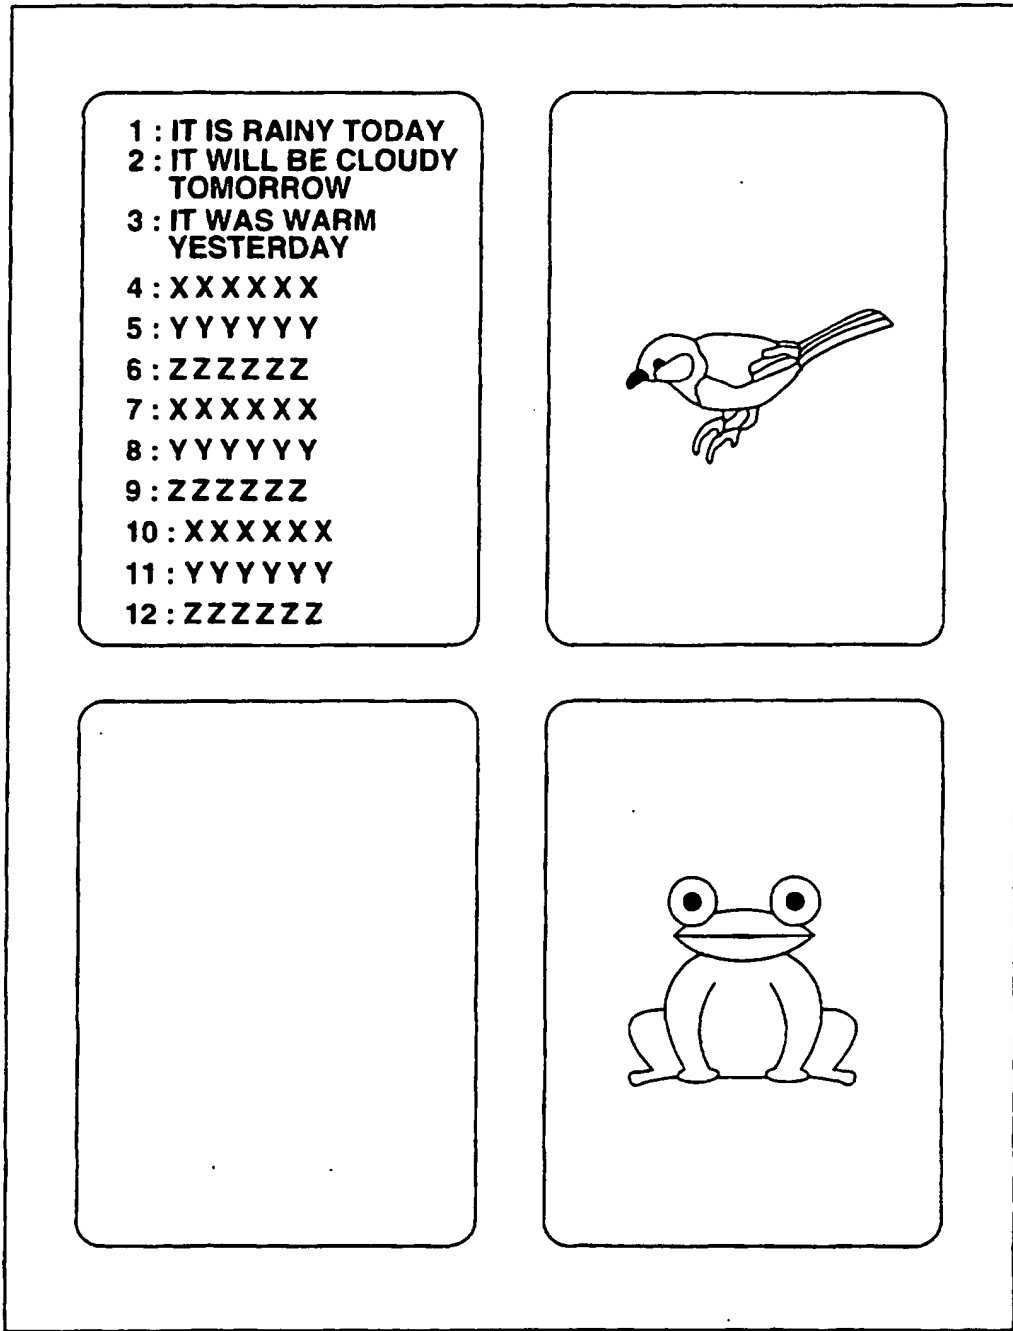 1 : IT IS RAINY TODAY
2 : IT WILL BE CLOUDY
TOMORROW
3 : IT WAS WARM
YESTERDAY
4 : XXXXXX
5 : YYYYYY
6 : ZZZZZZ
7 : XXXXXX
8 : YYYYYY
9 : ZZZZZZ
10 : XXXXXX
11 : YYYYYY
12 : ZZZZZZ